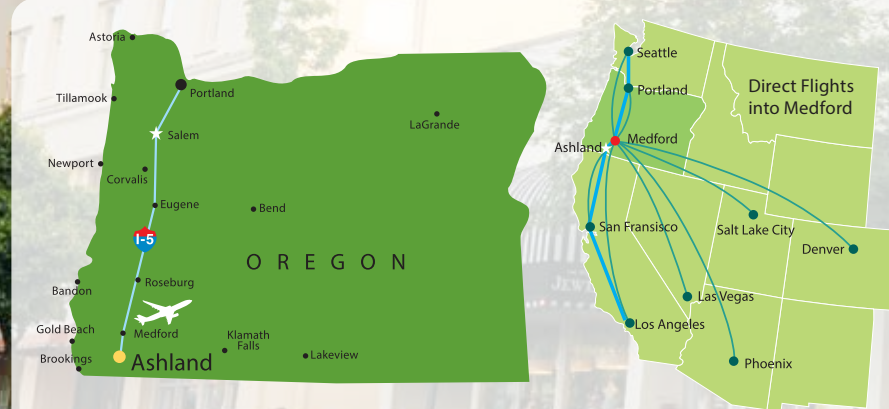 Astoria
Portland
Tillamook
LaGrande
Salem
Newport
Corvalis
Eugene
Bend
I-5
OREGON
Roseburg
Bandon
Gold Beach
Medford
Klamath
Falls
Brookings
Ashland
Lakeview
Seattle
Portland
Direct Flights
into Medford
Medford
Ashland
San Fransisco
Salt Lake City
Denver
Las Vegas
Los Angeles
Phoenix